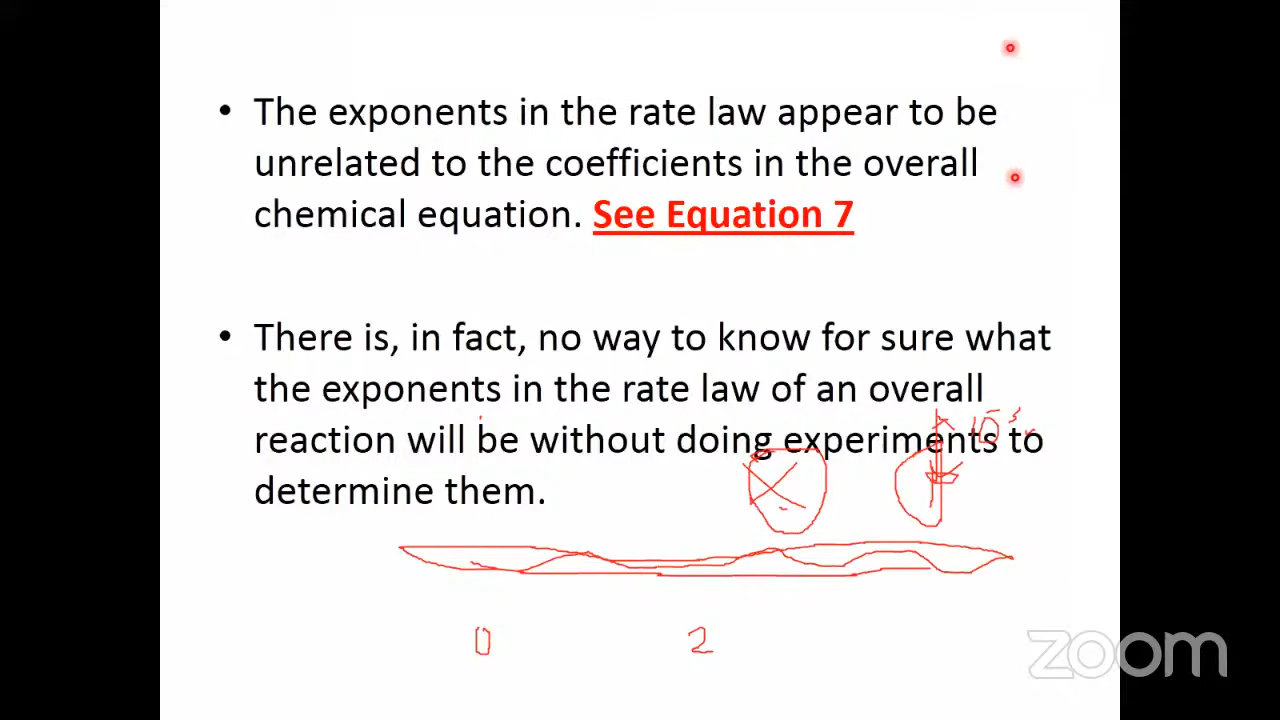 • The exponents in the rate law appear to be
unrelated to the coefficients in the overall
chemical equation. See Equation 7
• There is, in fact, no way to know for sure what
the exponents in the rate law of an overall
reaction will be without doing experiments to
determine them.
0 2
zoom